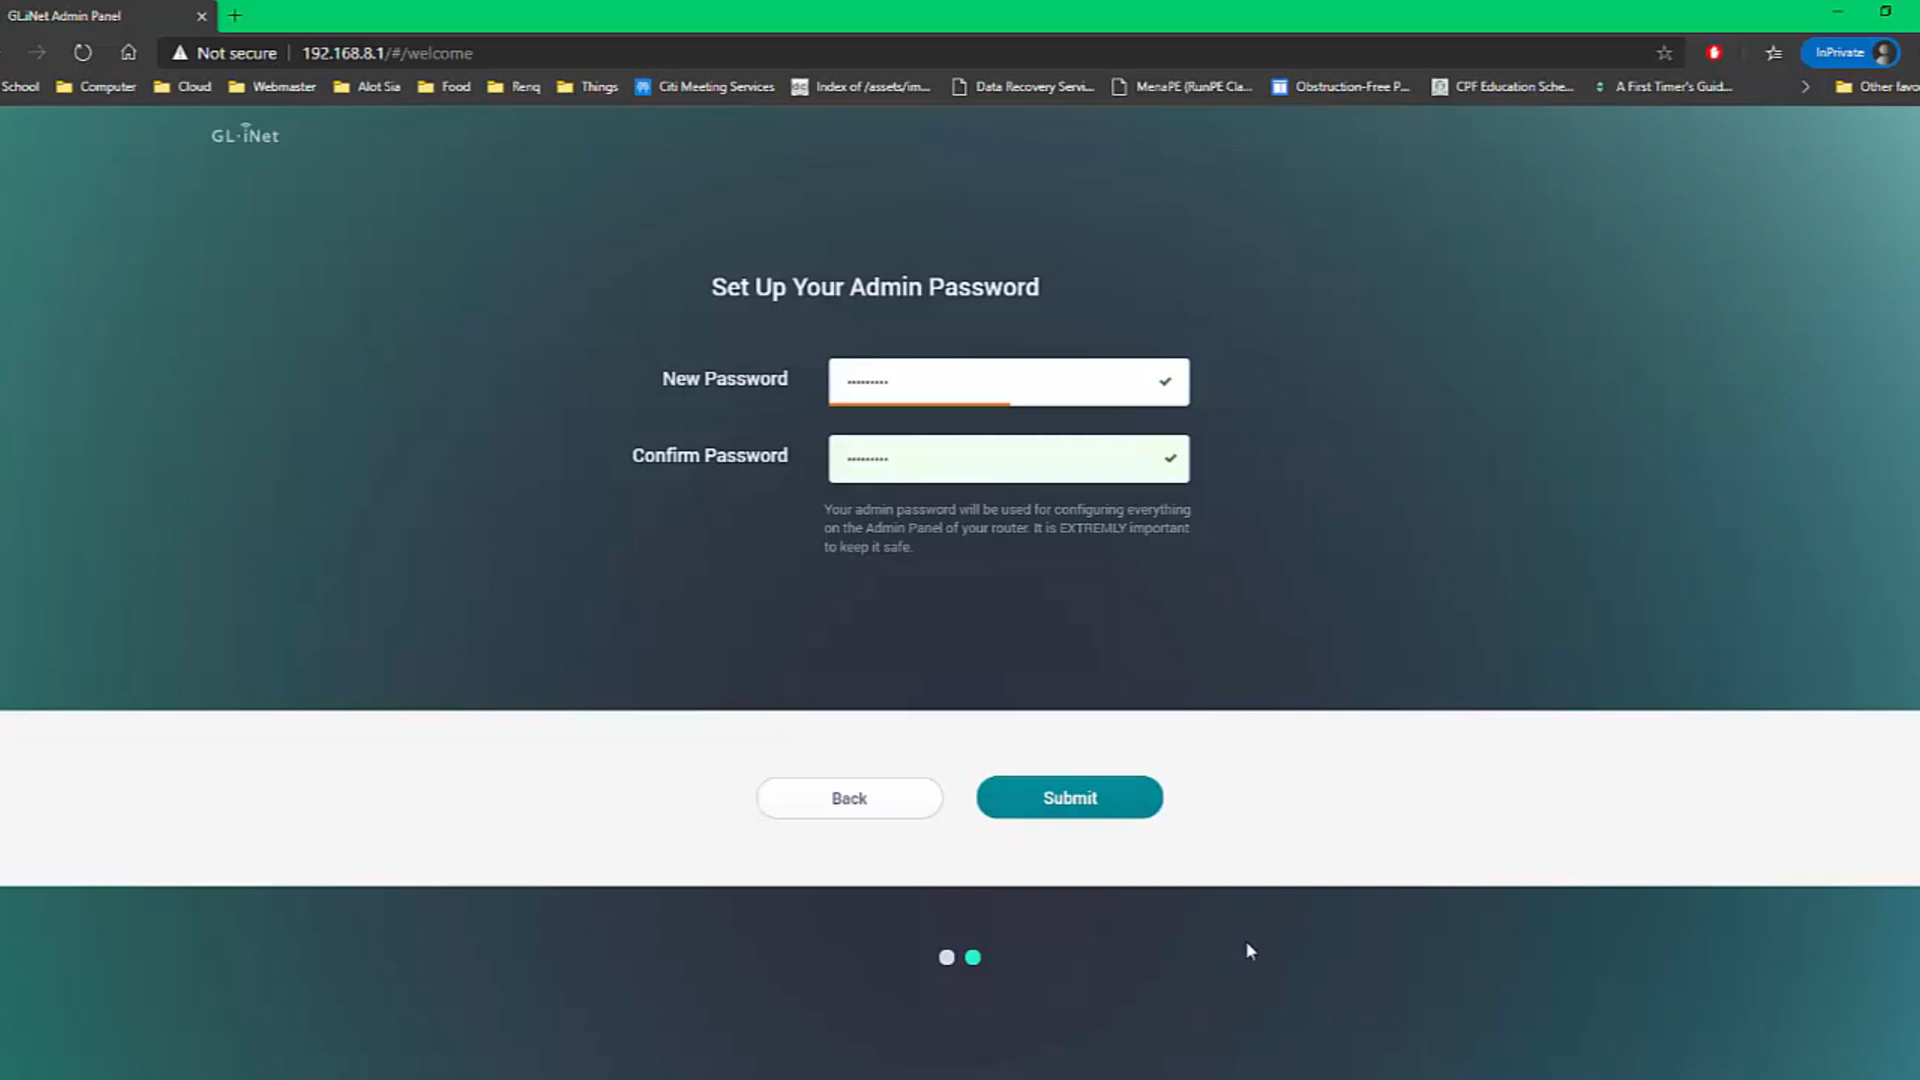 GL.iNet Admin Panel
Not secure
192.168.8.1/#/welcome
InPrivate
School
Computer
Cloud
Webmaster
Alot Sia
Food
Renq
Things
Citi Meeting Services
Index of /assets/im...
Data Recovery Servi...
MenaPE (RunPE Cla...
Obstruction-Free P...
CPF Education Sche...
A First Timer's Guid...
Other favo
GL·iNet
Set Up Your Admin Password
New Password
•••••••••
Confirm Password
•••••••••
Your admin password will be used for configuring everything
on the Admin Panel of your router. It is EXTREMLY important
to keep it safe.
Back
Submit